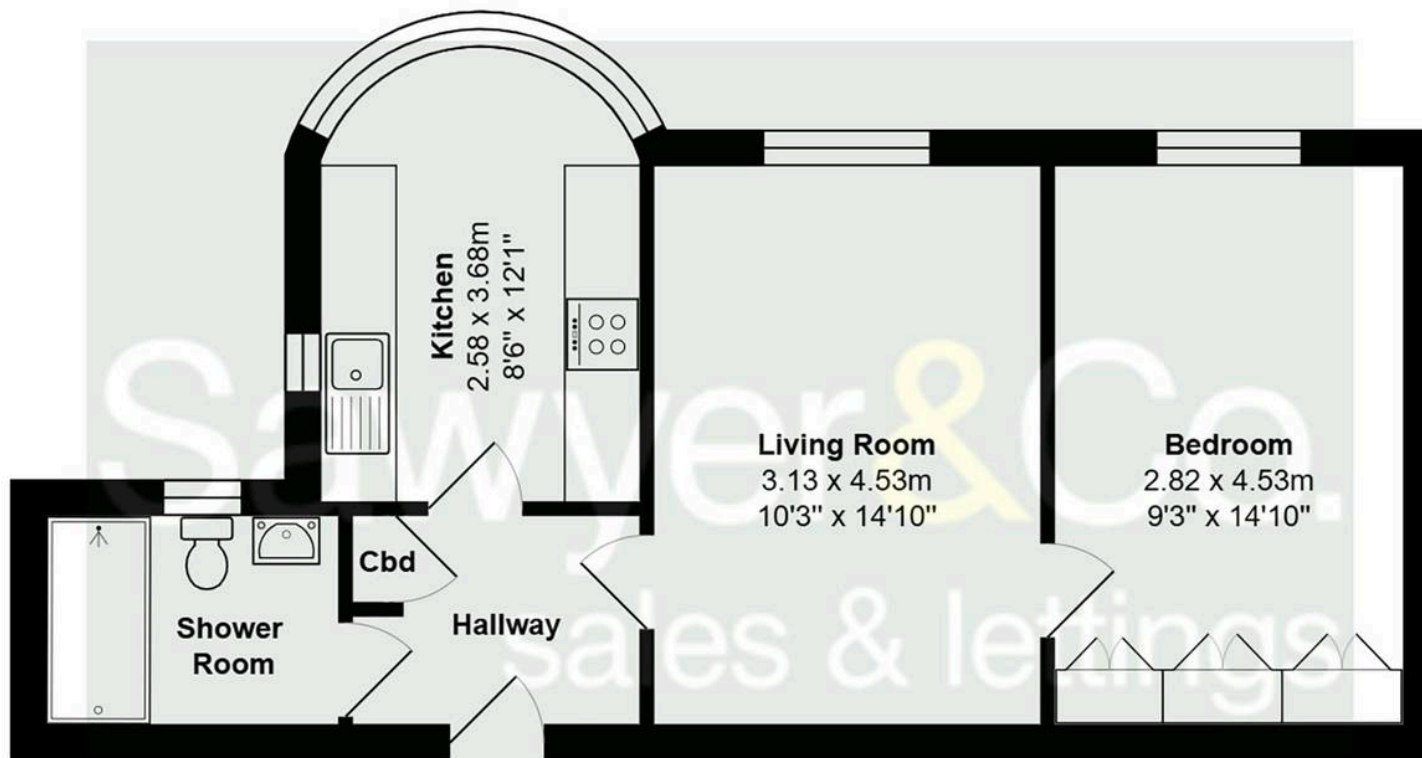 Kitchen
2.58 x 3.68m
8'6" x 12'1"
Living Room
3.13 x 4.53m
10'3" x 14'10"
Bedroom
2.82 x 4.53m
9'3" x 14'10"
Cbd
Hallway
Shower
Room
Sawyer&Co.
sales & lettings